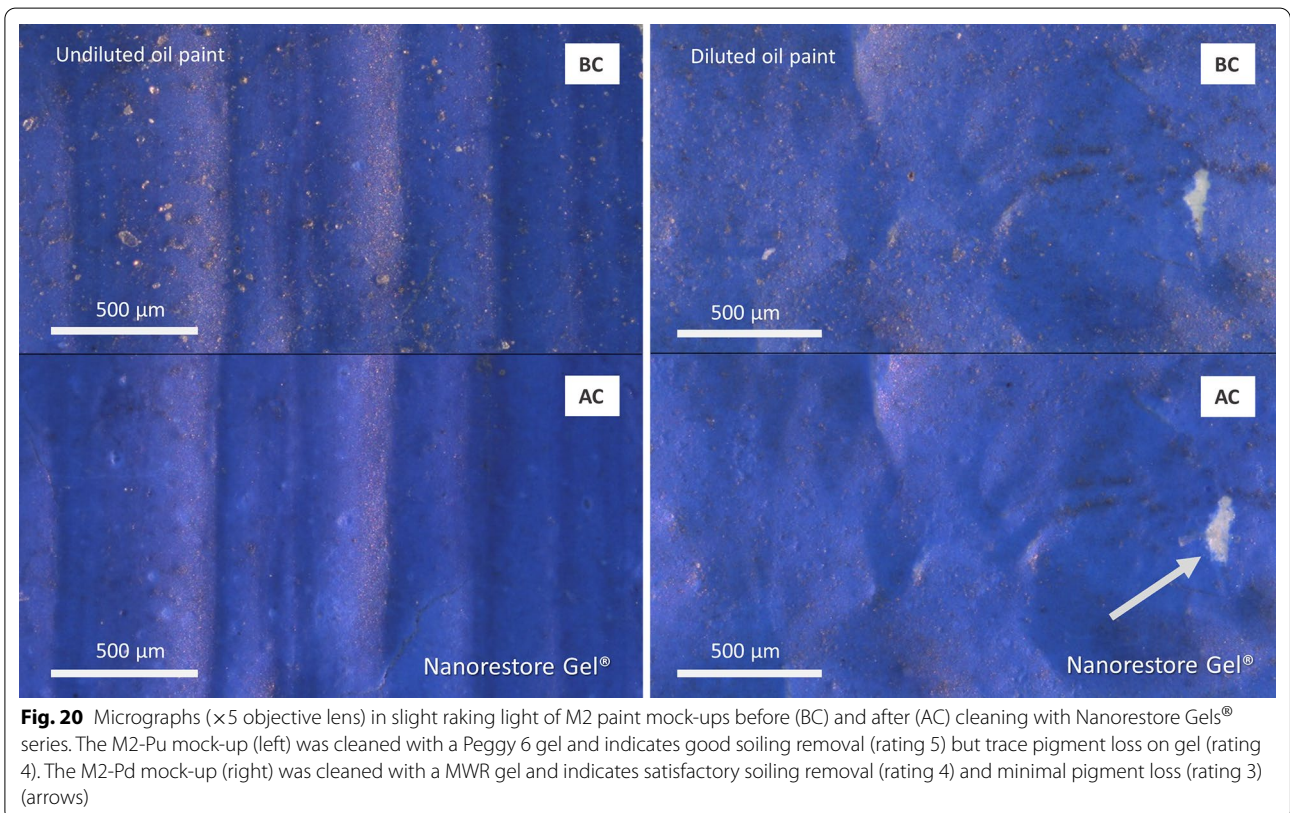 Undiluted oil paint
BC
500 µm
AC
500 µm
Nanorestore Gel®
Diluted oil paint
BC
500 µm
AC
500 µm
Nanorestore Gel®
Fig. 20 Micrographs (×5 objective lens) in slight raking light of M2 paint mock-ups before (BC) and after (AC) cleaning with Nanorestore Gels®
series. The M2-Pu mock-up (left) was cleaned with a Peggy 6 gel and indicates good soiling removal (rating 5) but trace pigment loss on gel (rating
4). The M2-Pd mock-up (right) was cleaned with a MWR gel and indicates satisfactory soiling removal (rating 4) and minimal pigment loss (rating 3)
(arrows)